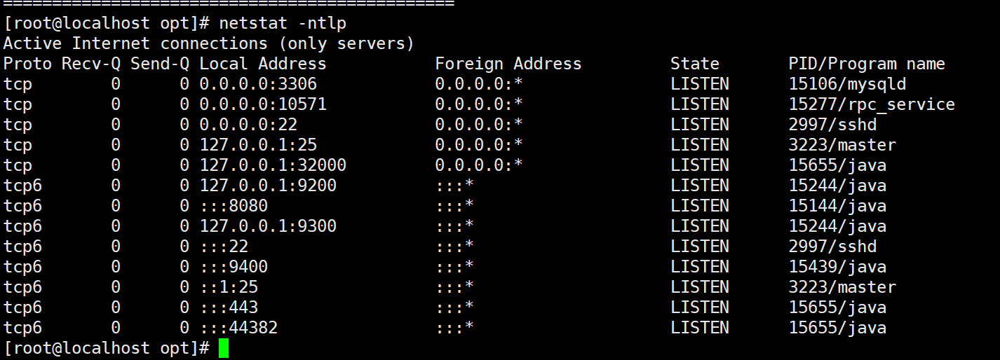 ==============================================
[root@localhost opt]# netstat -ntlp
Active Internet connections (only servers)
Proto Recv-Q Send-Q Local Address           Foreign Address         State       PID/Program name
tcp        0      0 0.0.0.0:3306            0.0.0.0:*               LISTEN      15106/mysqld
tcp        0      0 0.0.0.0:10571           0.0.0.0:*               LISTEN      15277/rpc_service
tcp        0      0 0.0.0.0:22              0.0.0.0:*               LISTEN      2997/sshd
tcp        0      0 127.0.0.1:25            0.0.0.0:*               LISTEN      3223/master
tcp        0      0 127.0.0.1:32000         0.0.0.0:*               LISTEN      15655/java
tcp6       0      0 127.0.0.1:9200          :::*                    LISTEN      15244/java
tcp6       0      0 :::8080                 :::*                    LISTEN      15144/java
tcp6       0      0 127.0.0.1:9300          :::*                    LISTEN      15244/java
tcp6       0      0 :::22                   :::*                    LISTEN      2997/sshd
tcp6       0      0 :::9400                 :::*                    LISTEN      15439/java
tcp6       0      0 ::1:25                  :::*                    LISTEN      3223/master
tcp6       0      0 :::443                  :::*                    LISTEN      15655/java
tcp6       0      0 :::44382                :::*                    LISTEN      15655/java
[root@localhost opt]#